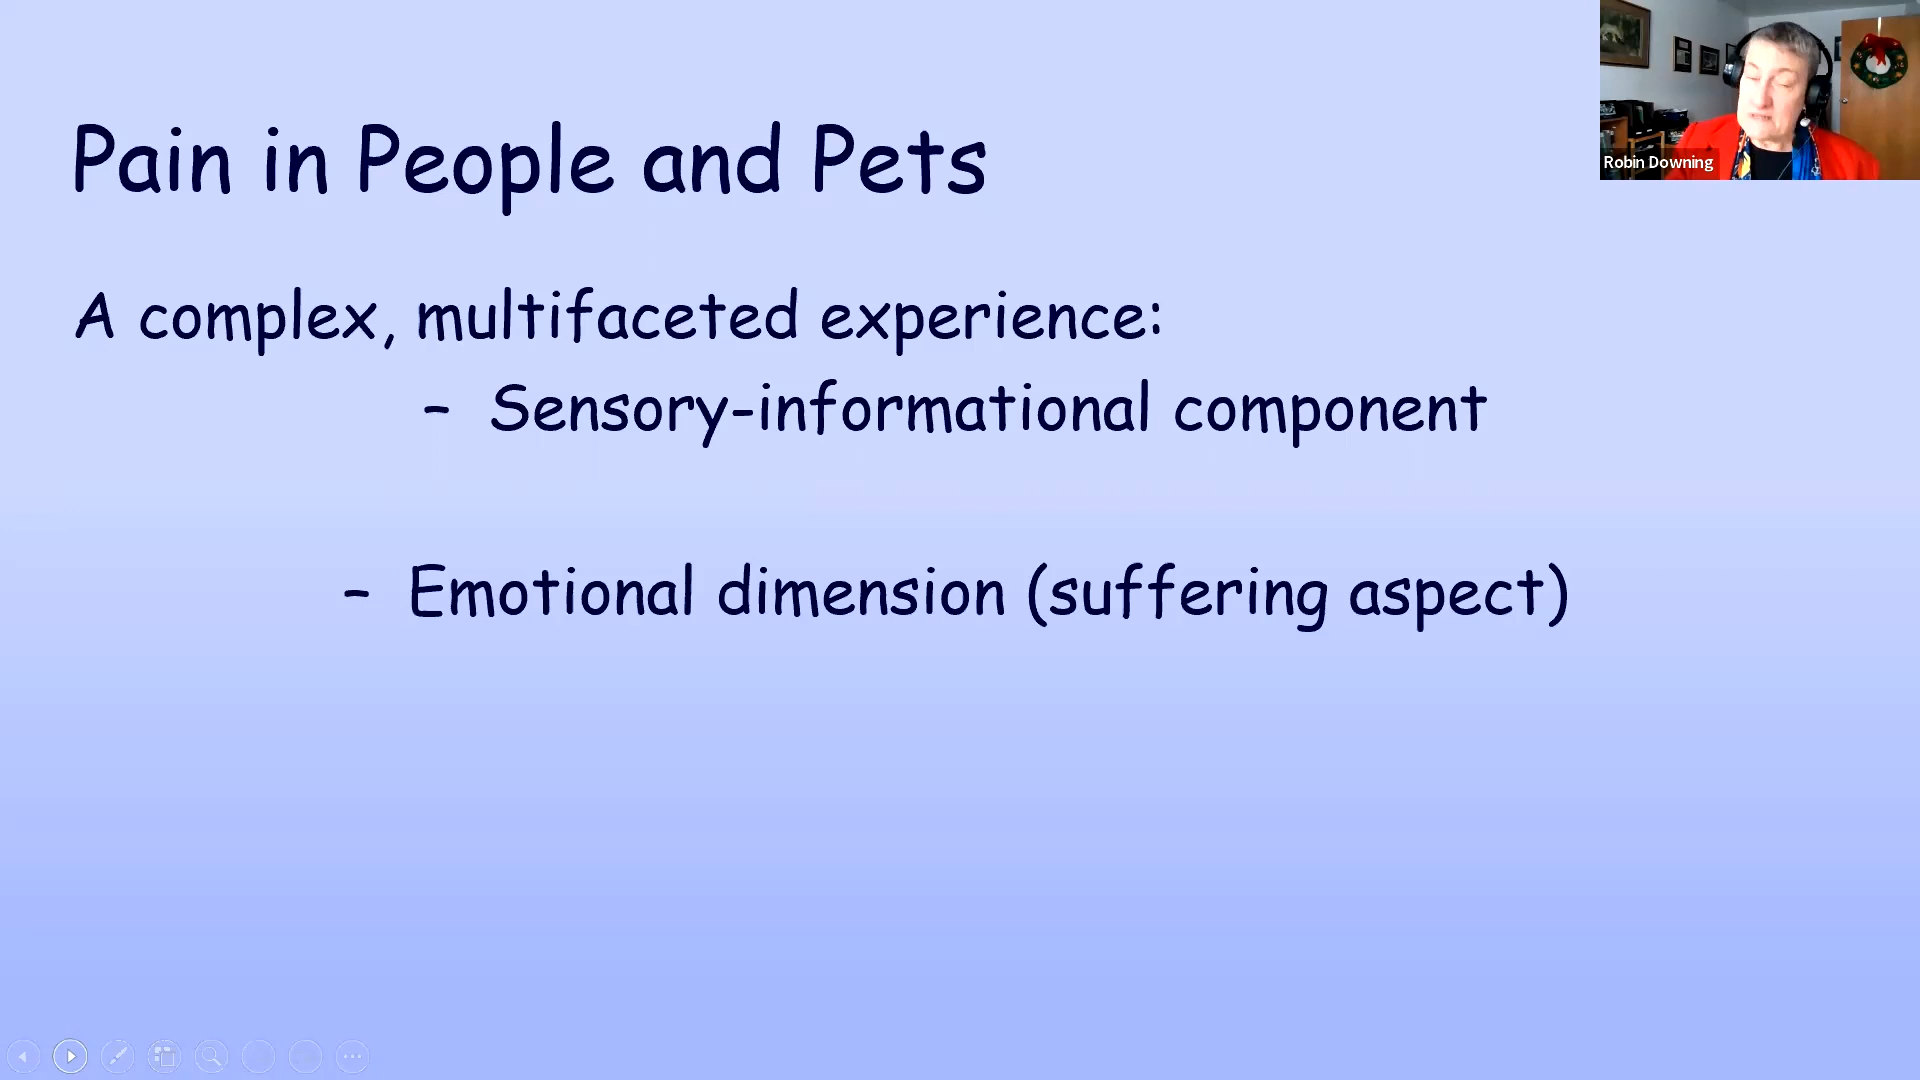 Pain in People and Pets
A complex, multifaceted experience:
– Sensory-informational component
– Emotional dimension (suffering aspect)
Robin Downing